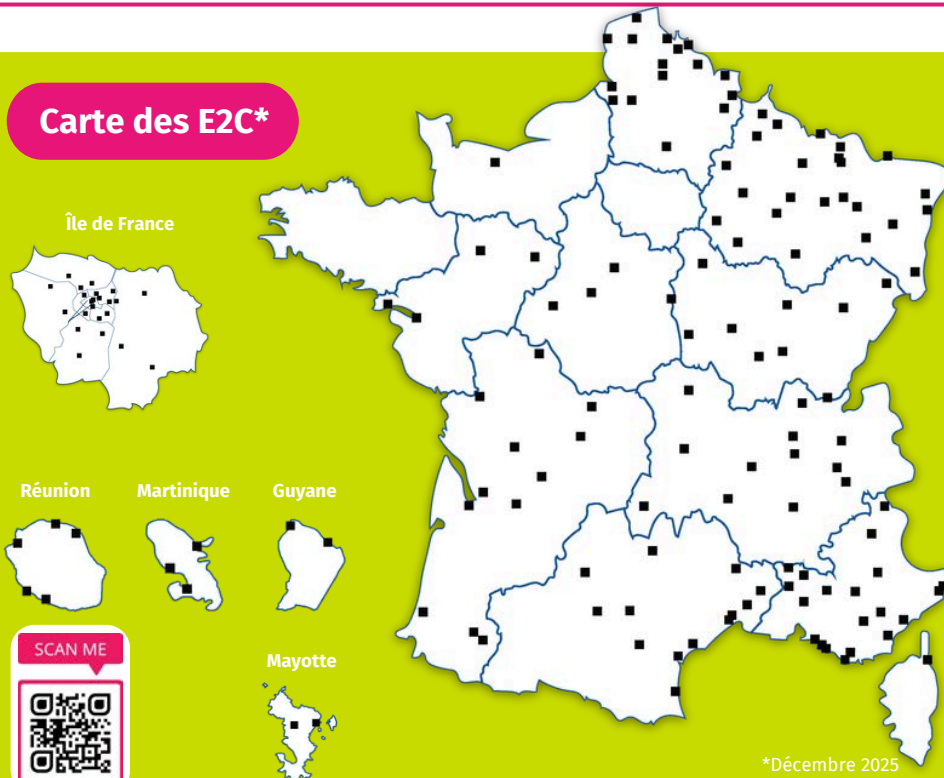 Carte des E2C*
Île de France
Réunion
Martinique
Guyane
SCAN ME
Mayotte
*Décembre 2025